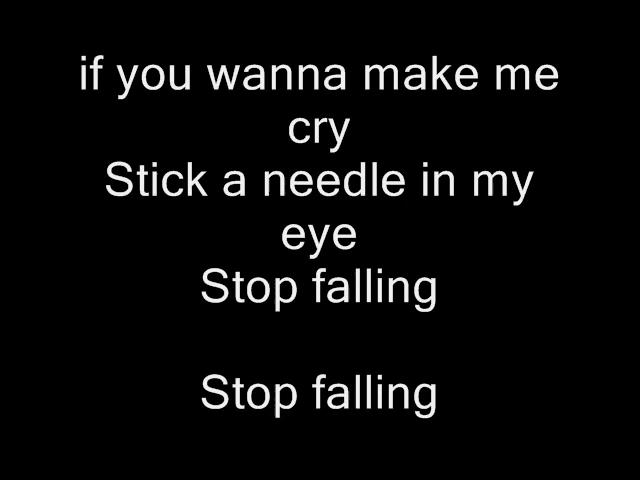 if you wanna make me
cry
Stick a needle in my
eye
Stop falling
Stop falling